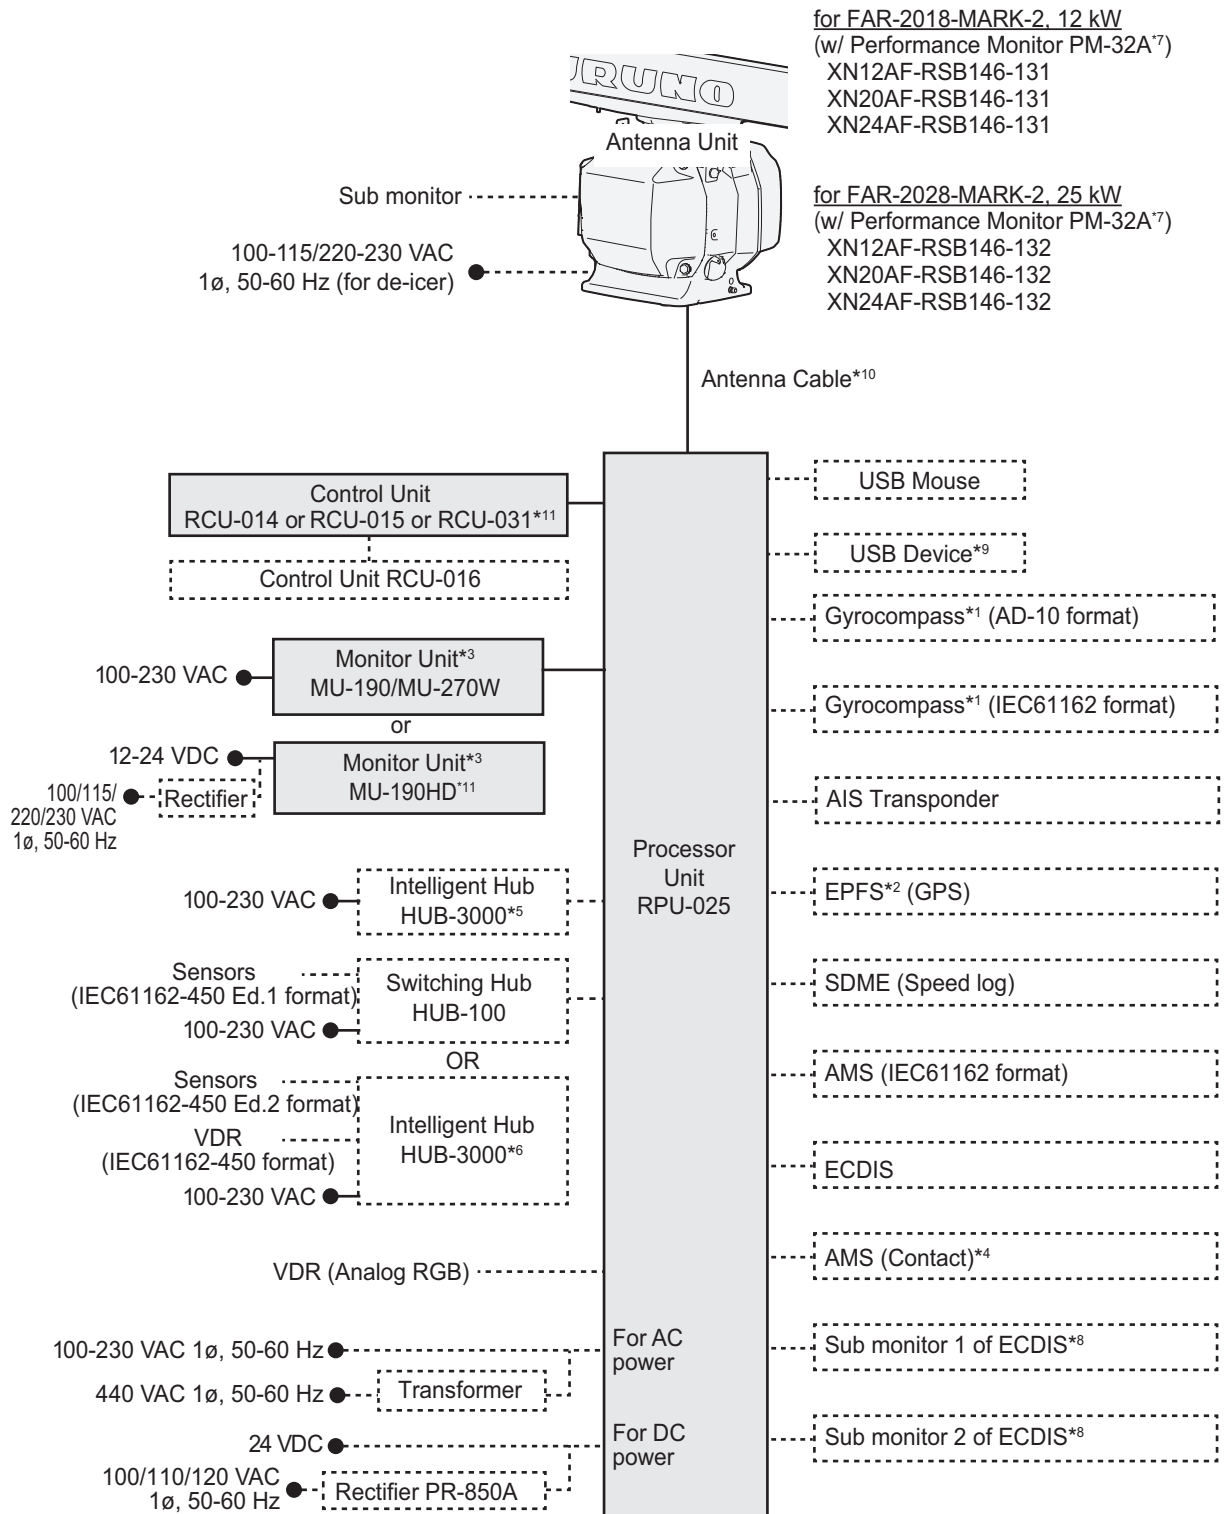 for FAR-2018-MARK-2, 12 kW
(w/ Performance Monitor PM-32A*7)
XN12AF-RSB146-131
XN20AF-RSB146-131
XN24AF-RSB146-131
URUNO
Antenna Unit
Sub monitor
100-115/220-230 VAC
1ø, 50-60 Hz (for de-icer)
for FAR-2028-MARK-2, 25 kW
(w/ Performance Monitor PM-32A*7)
XN12AF-RSB146-132
XN20AF-RSB146-132
XN24AF-RSB146-132
Antenna Cable*10
Control Unit
RCU-014 or RCU-015 or RCU-031*11
Control Unit RCU-016
100-230 VAC
Monitor Unit*3
MU-190/MU-270W
or
12-24 VDC
Monitor Unit*3
MU-190HD*11
100/115/
220/230 VAC
1ø, 50-60 Hz
Rectifier
100-230 VAC
Intelligent Hub
HUB-3000*5
Sensors
(IEC61162-450 Ed.1 format)
100-230 VAC
Switching Hub
HUB-100
OR
Sensors
(IEC61162-450 Ed.2 format)
VDR
(IEC61162-450 format)
100-230 VAC
Intelligent Hub
HUB-3000*6
VDR (Analog RGB)
100-230 VAC 1ø, 50-60 Hz
440 VAC 1ø, 50-60 Hz
Transformer
24 VDC
100/110/120 VAC
1ø, 50-60 Hz
Rectifier PR-850A
Processor
Unit
RPU-025
For AC
power
For DC
power
USB Mouse
USB Device*9
Gyrocompass*1 (AD-10 format)
Gyrocompass*1 (IEC61162 format)
AIS Transponder
EPFS*2 (GPS)
SDME (Speed log)
AMS (IEC61162 format)
ECDIS
AMS (Contact)*4
Sub monitor 1 of ECDIS*8
Sub monitor 2 of ECDIS*8